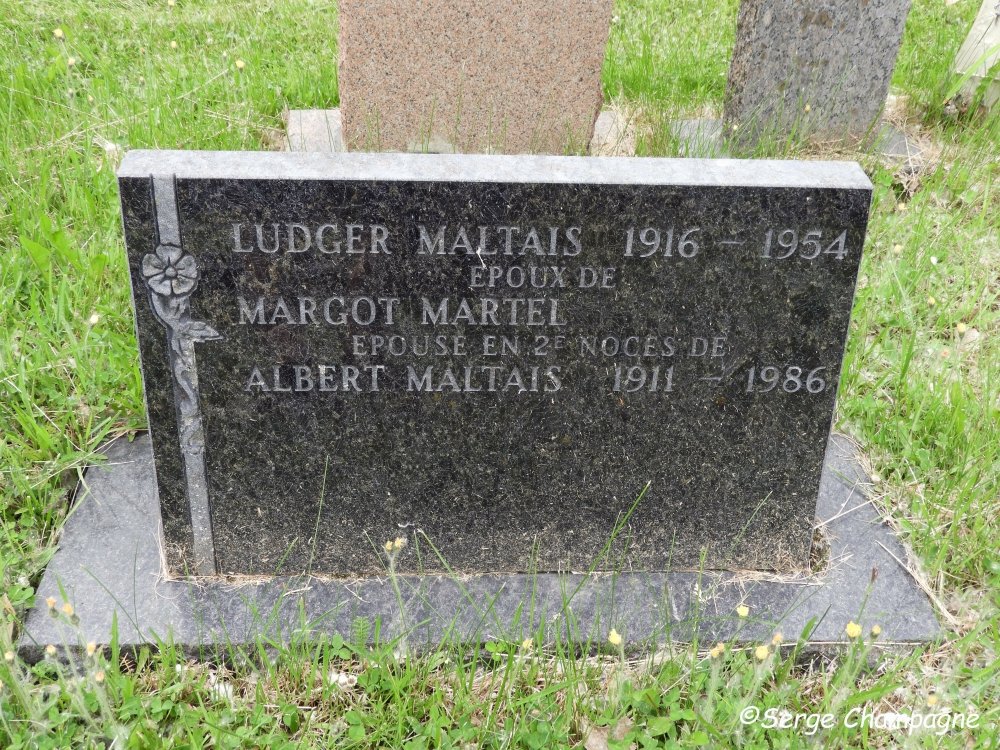 LUDGER MALTAIS 1916 - 1954
EPOUX DE
MARGOT MARTEL
EPOUSE EN 2E NOCES DE
ALBERT MALTAIS 1911 - 1986
©Serge Champagne